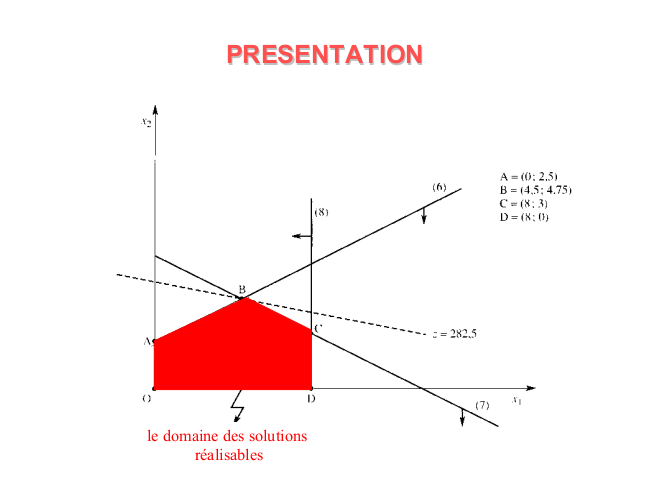 PRESENTATION
x2
A = (0 ; 2,5)
B = (4,5 ; 4.75)
C = (8 ; 3)
D = (8 ; 0)
(6)
(8)
B
C
z = 282,5
A
O
D
x1
(7)
le domaine des solutions
réalisables